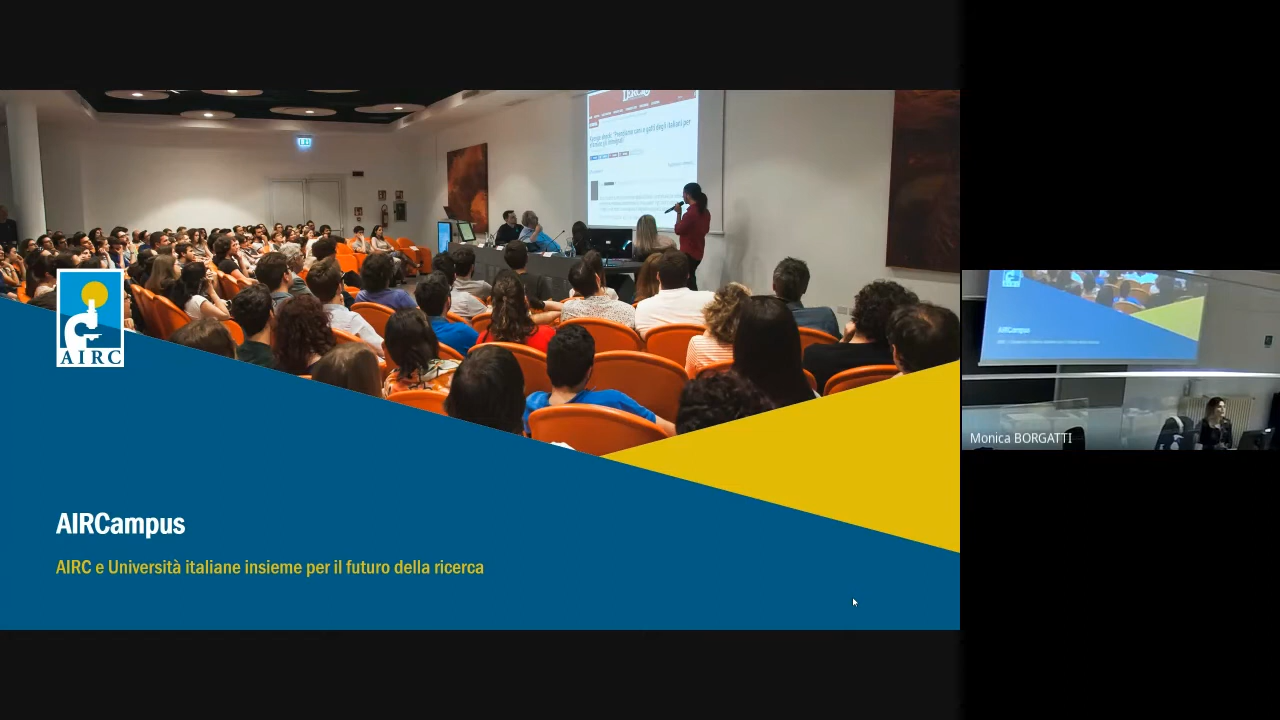 AIRC
AIRCampus
AIRC e Università italiane insieme per il futuro della ricerca
Monica BORGATTI
AIRCampus